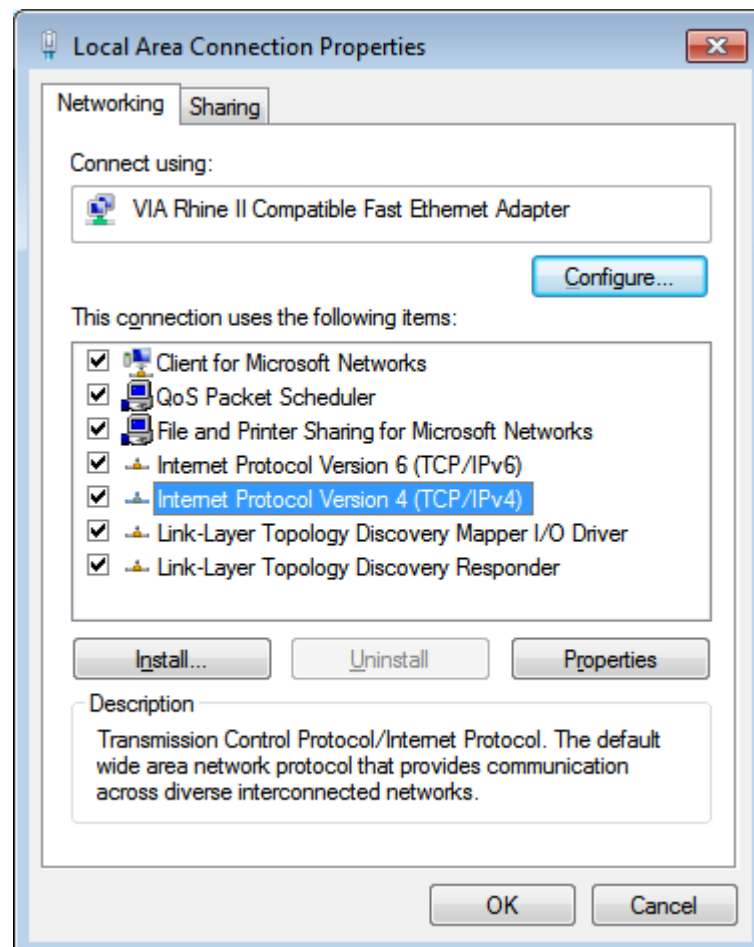 Local Area Connection Properties
Networking
Sharing
Connect using:
VIA Rhine II Compatible Fast Ethernet Adapter
Configure...
This connection uses the following items:
Client for Microsoft Networks
QoS Packet Scheduler
File and Printer Sharing for Microsoft Networks
Internet Protocol Version 6 (TCP/IPv6)
Internet Protocol Version 4 (TCP/IPv4)
Link-Layer Topology Discovery Mapper I/O Driver
Link-Layer Topology Discovery Responder
Install...
Uninstall
Properties
Description
Transmission Control Protocol/Internet Protocol. The default
wide area network protocol that provides communication
across diverse interconnected networks.
OK
Cancel